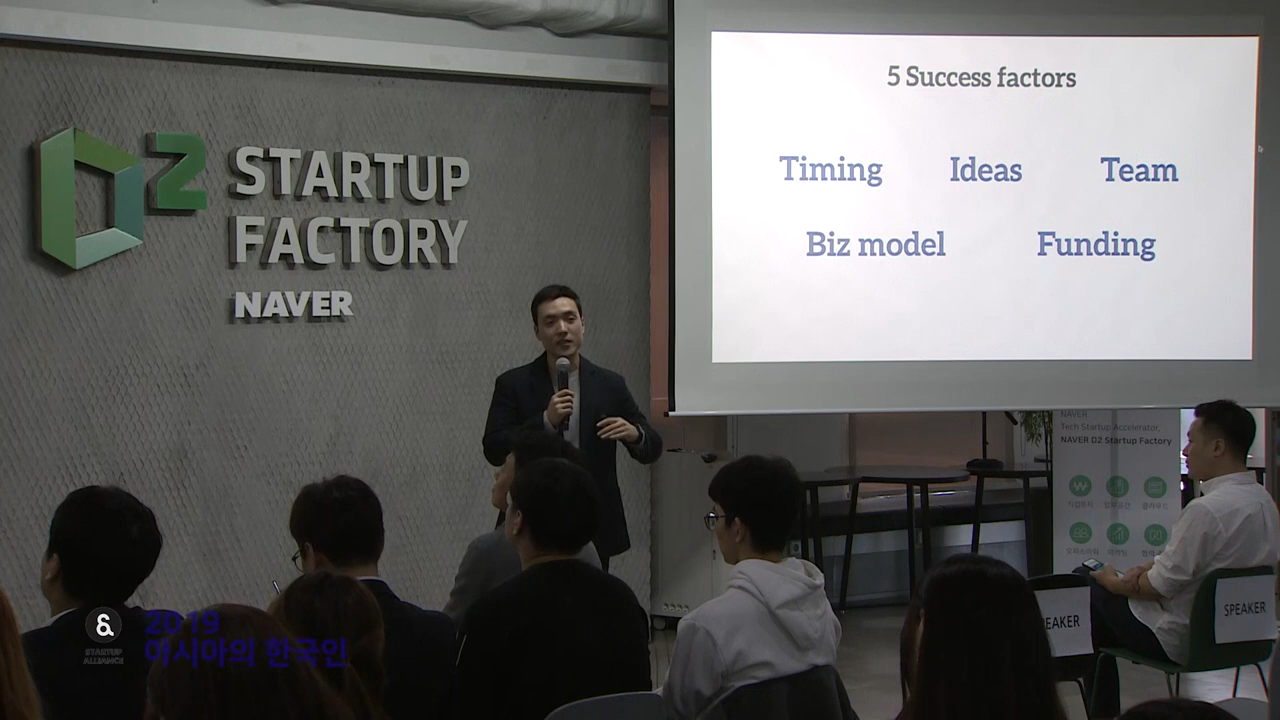 5 Success factors
Timing Ideas Team
Biz model Funding
D2 STARTUP
FACTORY
NAVER
NAVER
Tech Startup Accelerator,
NAVER D2 Startup Factory
SPEAKER
EAKER
&
STARTUP
ALLIANCE
2019
아시아의 한국인